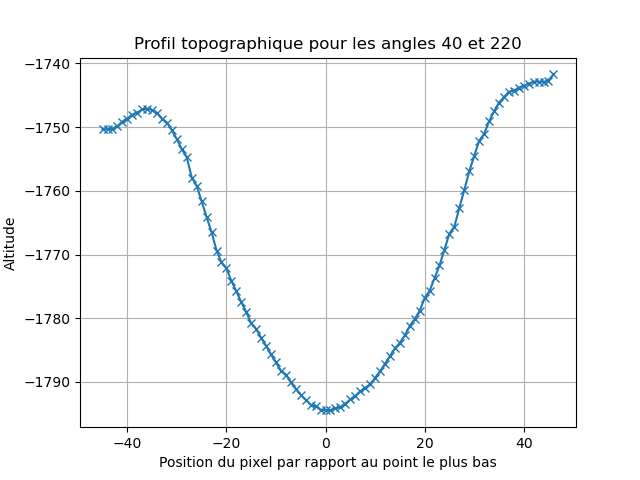 Profil topographique pour les angles 40 et 220
−1740
−1750
−1760
−1770
−1780
−1790
Altitude
−40 −20 0 20 40
Position du pixel par rapport au point le plus bas